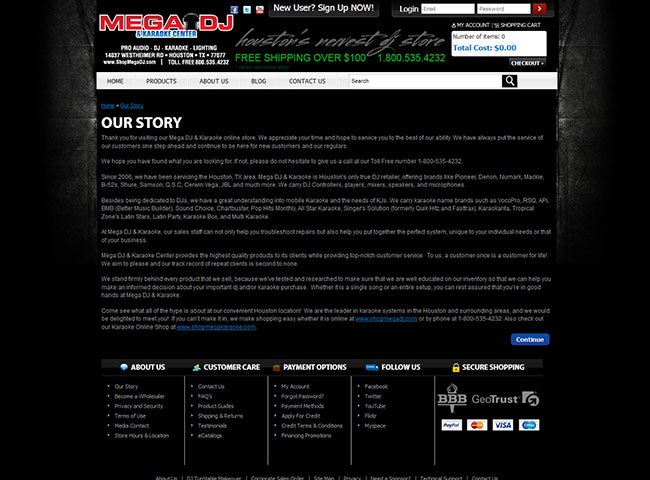 New User? Sign Up NOW!
Login Email Password
MEGA DJ
& KARAOKE CENTER
PRO AUDIO - DJ - KARAOKE - LIGHTING
14037 WESTHEIMER RD • HOUSTON • TX • 77077
www.ShopMegaDJ.com | TOLL FREE 800.535.4232
houston's newest dj store
FREE SHIPPING OVER $100 1.800.535.4232
MY ACCOUNT | SHOPPING CART
Number of items: 0
Total Cost: $0.00
CHECKOUT
HOME PRODUCTS ABOUT US BLOG CONTACT US Search
Home » Our Story
OUR STORY
Thank you for visiting our Mega DJ & Karaoke online store. We appreciate your time and hope to service you to the best of our ability. We have always put the service of
our customers one step ahead and continue to be here for new customers and our regulars.
We hope you have found what you are looking for. If not, please do not hesitate to give us a call at our Toll Free number 1-800-535-4232.
Since 2006, we have been servicing the Houston, TX area. Mega DJ & Karaoke is Houston's only true DJ retailer, offering brands like Pioneer, Denon, Numark, Mackie,
B-52s, Shure, Samson, Q.S.C, Cerwin Vega, JBL and much more. We carry DJ Controllers, players, mixers, speakers, and microphones.
Besides being dedicated to DJs, we have a great understanding into mobile Karaoke and the needs of KJs. We carry karaoke name brands such as VocoPro, RSQ, APi,
BMB (Better Music Builder), Sound Choice, Chartbuster, Pop Hits Monthly, All Star Karaoke, Singer's Solution (formerly Quik Hitz and Fasttrax), Karaokanta, Tropical
Zone's Latin Stars, Latin Party, Karaoke Box, and Multi Karaoke.
At Mega DJ & Karaoke, our sales staff can not only help you troubleshoot repairs but also help you put together the perfect system, unique to your individual needs or that
of your business.
Mega DJ & Karaoke Center provides the highest quality products to its clients while providing top-notch customer service. To us, a customer once is a customer for life!
We aim to please and our track record of repeat clients is second to none.
We stand firmly behind every product that we sell, because we've tested and researched to make sure that we are well educated on our inventory so that we can help you
make an informed decision about your important dj and/or karaoke purchase. Whether it is a single song or an entire setup, you can rest assured that you're in good
hands at Mega DJ & Karaoke.
Come see what all of the hype is about at our convenient Houston location! We are the leader in karaoke systems in the Houston and surrounding areas, and we would
be delighted to meet you! If you can't make it in, we make shopping easy whether it is online at www.shopmegadj.com or by phone at 1-800-535-4232. Also check out
our Karaoke Online Shop at www.shopmegakaraoke.com.
Continue
ABOUT US CUSTOMER CARE PAYMENT OPTIONS FOLLOW US SECURE SHOPPING
Our Story Contact Us My Account Facebook
Become a Wholesaler FAQ's Forgot Password? Twitter
Privacy and Security Product Guides Payment Methods YouTube
Terms of Use Shipping & Returns Apply For Credit Flickr
Media Contact Testimonials Credit Terms & Conditions Myspace
Store Hours & Location eCatalogs Financing Promotions
BBB GeoTrust
PayPal VISA
About Us | DJ Turntable Makeover | Corporate Sales Order | Site Map | Privacy | Need a Sponsor? | Technical Support | Contact Us